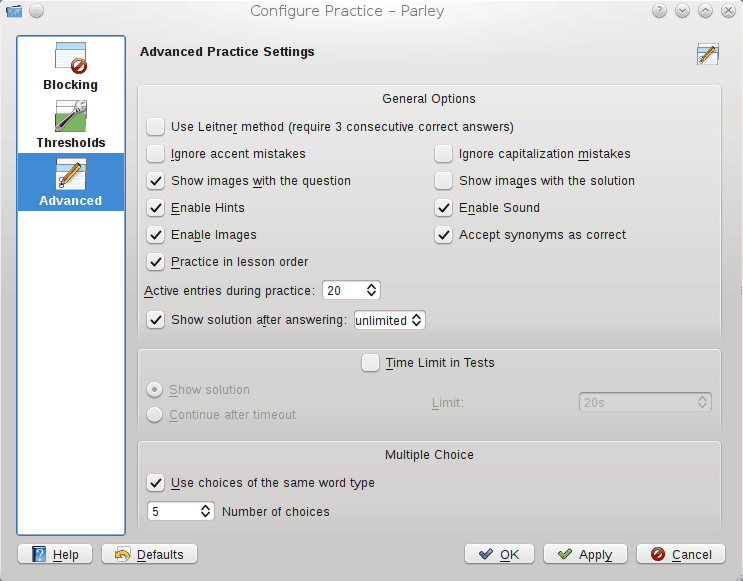 Configure Practice – Parley
Blocking
Thresholds
Advanced
Advanced Practice Settings
General Options
Use Leitner method (require 3 consecutive correct answers)
Ignore accent mistakes
Ignore capitalization mistakes
Show images with the question
Show images with the solution
Enable Hints
Enable Sound
Enable Images
Accept synonyms as correct
Practice in lesson order
Active entries during practice: 20
Show solution after answering: unlimited
Time Limit in Tests
Show solution
Continue after timeout
Limit: 20s
Multiple Choice
Use choices of the same word type
5 Number of choices
Help Defaults OK Apply Cancel